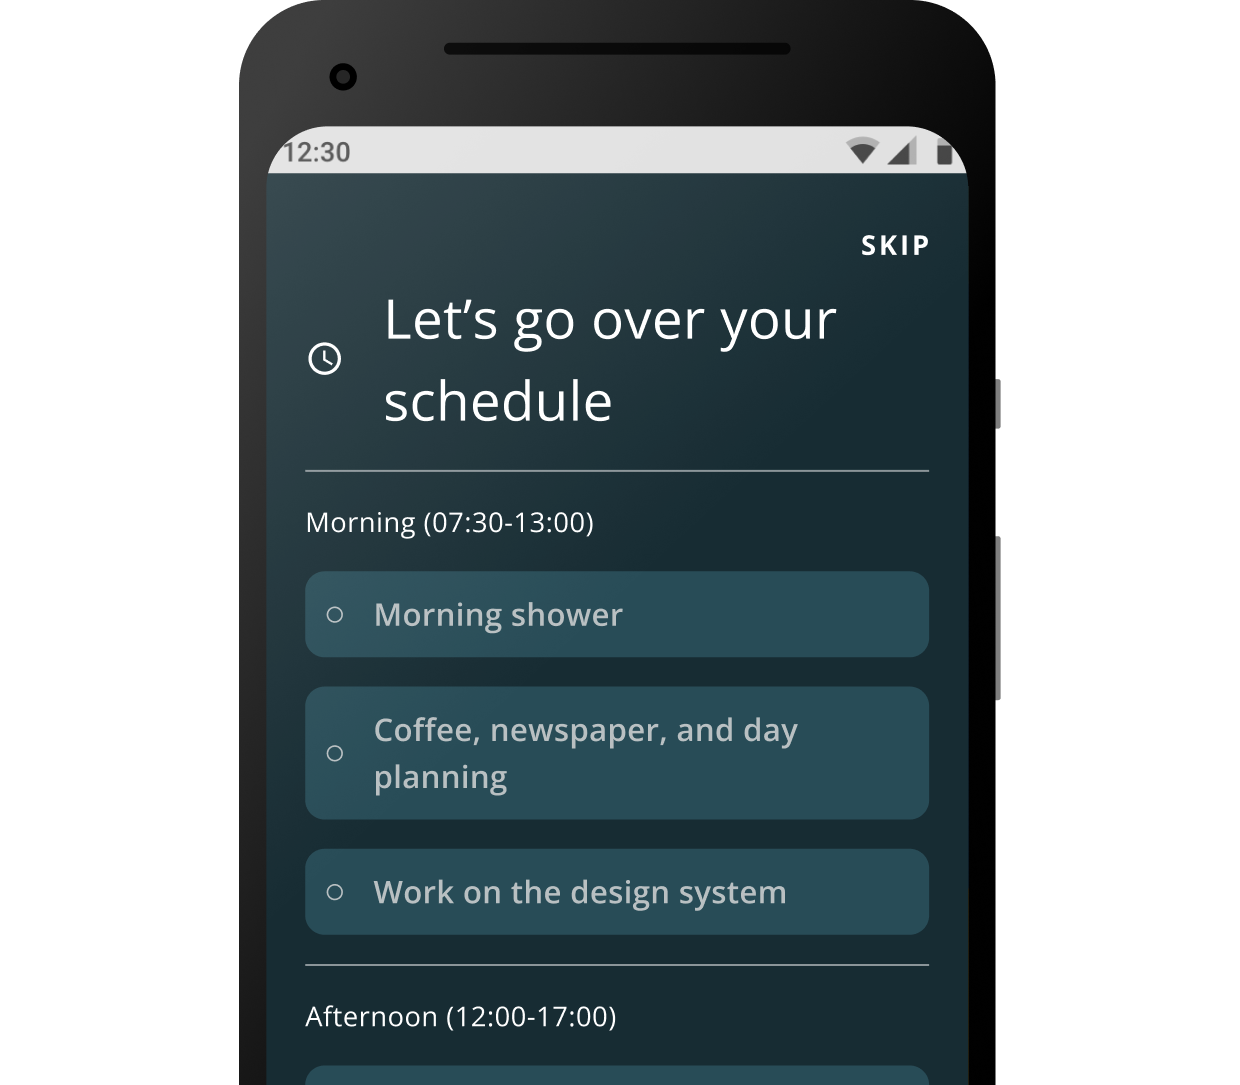 12:30
SKIP
Let’s go over your
schedule
Morning (07:30-13:00)
Morning shower
Coffee, newspaper, and day
planning
Work on the design system
Afternoon (12:00-17:00)